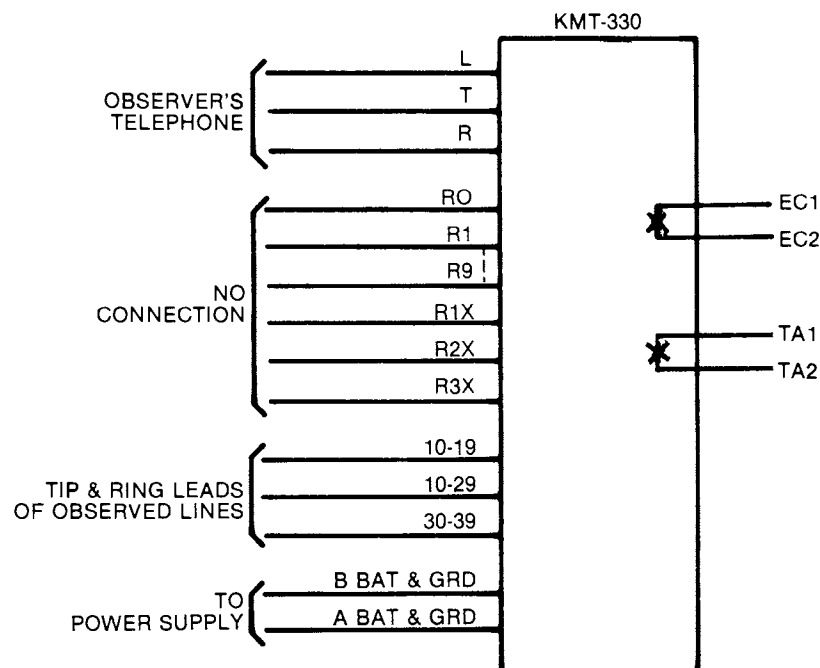 KMT-330
L
OBSERVER'S
TELEPHONE
T
R
RO
R1
R9
NO
CONNECTION
R1X
R2X
R3X
EC1
EC2
TA1
TA2
10-19
TIP & RING LEADS
OF OBSERVED LINES
10-29
30-39
TO
POWER SUPPLY
B BAT & GRD
A BAT & GRD